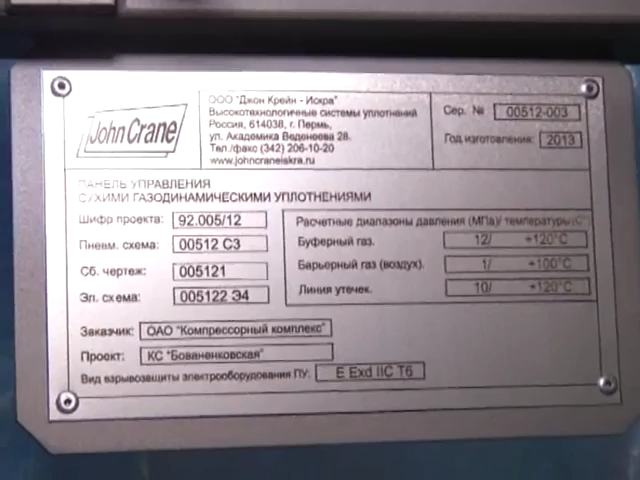 John Crane
ООО "Джон Крейн - Искра"
Высокотехнологичные системы уплотнений
Россия, 614038, г. Пермь,
ул. Академика Веденеева 28.
Тел./факс (342) 206-10-20
www.johncraneiskra.ru
Сер. № 00512-003
Год изготовления: 2013
ПАНЕЛЬ УПРАВЛЕНИЯ
СУХИМИ ГАЗОДИНАМИЧЕСКИМИ УПЛОТНЕНИЯМИ
Шифр проекта: 92.005/12
Пневм. схема: 00512 С3
Сб. чертеж: 005121
Эл. схема: 005122 Э4
Расчетные диапазоны давления (МПа)/ температуры(С°
Буферный газ. 12/ +120°С
Барьерный газ (воздух). 1/ +100°С
Линия утечек. 10/ +120°С
Заказчик: ОАО "Компрессорный комплекс"
Проект: КС "Бованенковская"
Вид взрывозащиты электрооборудования ПУ: E Exd IIC T6